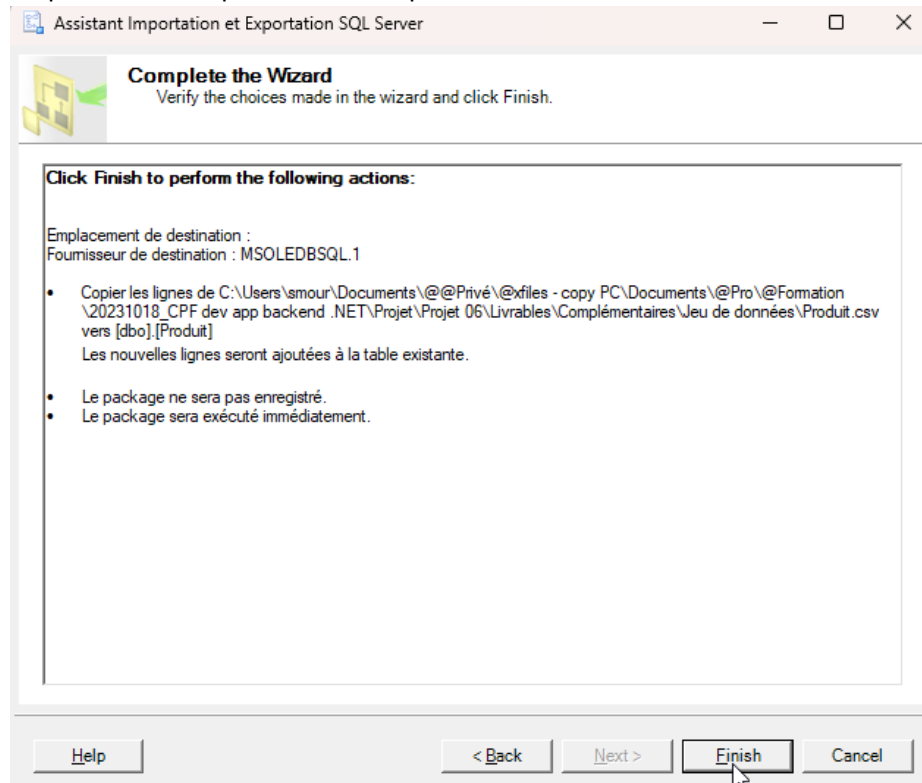 Assistant Importation et Exportation SQL Server
Complete the Wizard
Verify the choices made in the wizard and click Finish.
Click Finish to perform the following actions:
Emplacement de destination :
Fournisseur de destination : MSOLEDBSQL.1
• Copier les lignes de C:\Users\smour\Documents\@@Privé\@xfiles - copy PC\Documents\@Pro\@Formation
\20231018_CPF dev app backend .NET\Projet\Projet 06\Livrables\Complémentaires\Jeu de données\Produit.csv
vers [dbo].[Produit]
Les nouvelles lignes seront ajoutées à la table existante.
• Le package ne sera pas enregistré.
• Le package sera exécuté immédiatement.
Help
< Back
Next >
Finish
Cancel